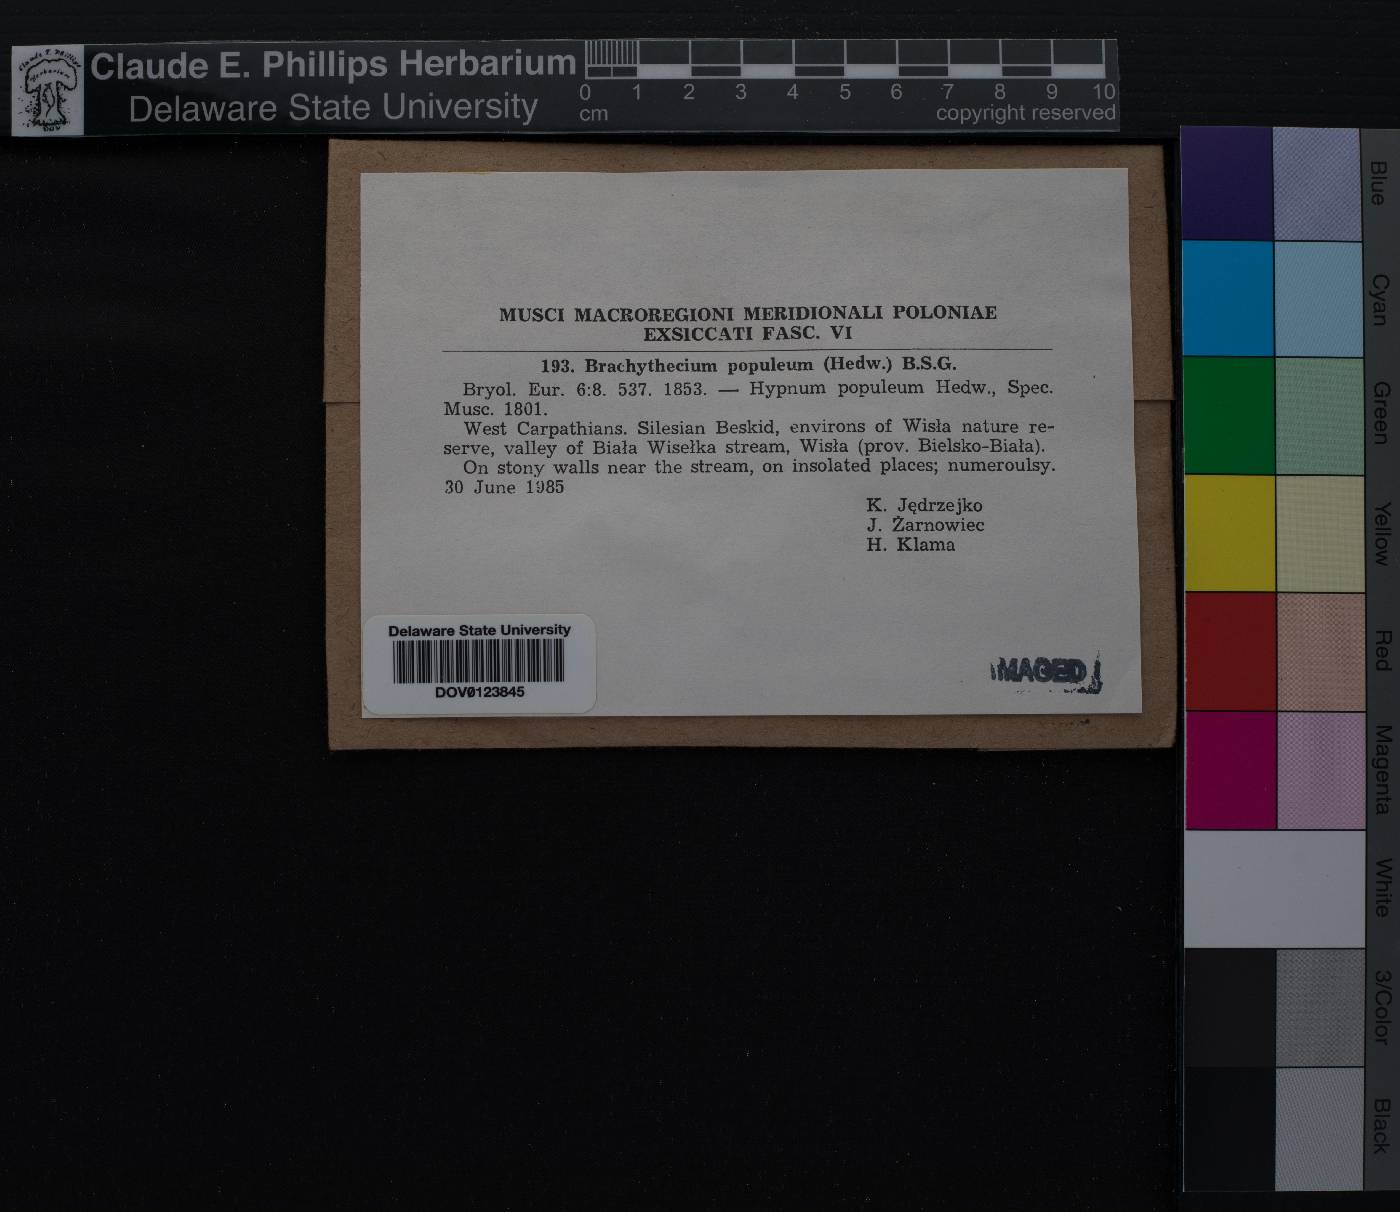 Claude E. Phillips Herbarium
Delaware State University
0 1 2 3 4 5 6 7 8 9 10
cm copyright reserved
MUSCI MACROREGIONI MERIDIONALI POLONIAE
EXSICCATI FASC. VI
193. Brachythecium populeum (Hedw.) B.S.G.
Bryol. Eur. 6:8. 537. 1853. — Hypnum populeum Hedw., Spec.
Musc. 1801.
West Carpathians. Silesian Beskid, environs of Wisła nature re-
serve, valley of Biała Wisełka stream, Wisła (prov. Bielsko-Biała).
On stony walls near the stream, on insolated places; numeroulsy.
30 June 1985
K. Jędrzejko
J. Żarnowiec
H. Klama
Delaware State University
DOV0123845
IMAGED
Blue
Cyan
Green
Yellow
Red
Magenta
White
3/Color
Black